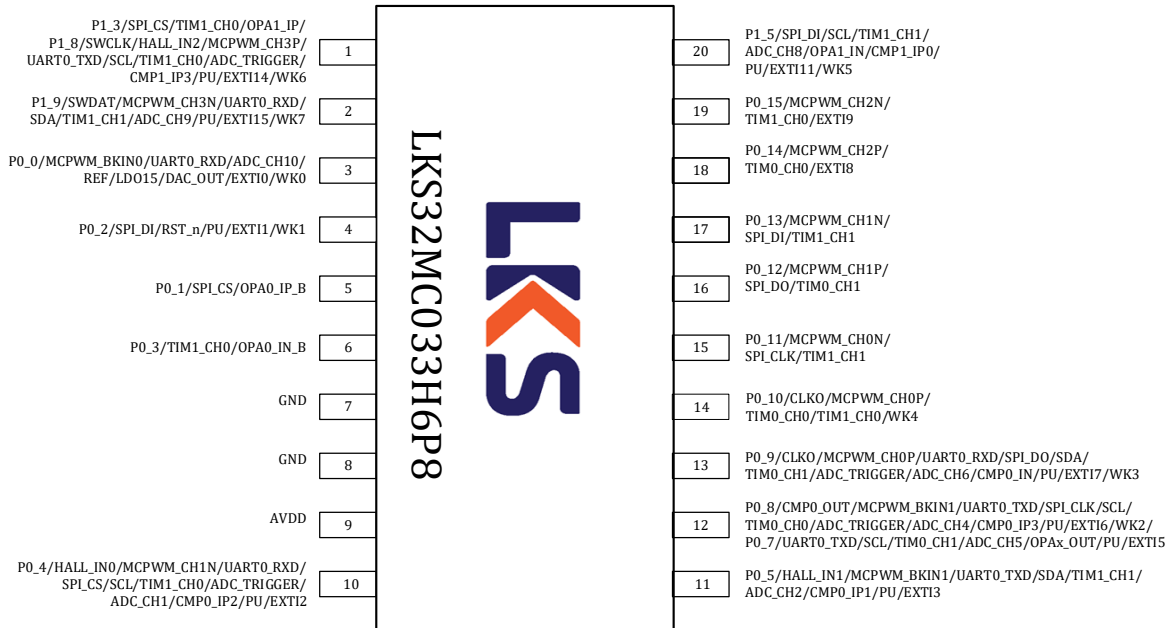 P1_3/SPI_CS/TIM1_CH0/OPA1_IP/
P1_8/SWCLK/HALL_IN2/MCPWM_CH3P/
UART0_TXD/SCL/TIM1_CH0/ADC_TRIGGER/
CMP1_IP3/PU/EXTI14/WK6
1
P1_9/SWDAT/MCPWM_CH3N/UART0_RXD/
SDA/TIM1_CH1/ADC_CH9/PU/EXTI15/WK7
2
P0_0/MCPWM_BKIN0/UART0_RXD/ADC_CH10/
REF/LDO15/DAC_OUT/EXTI0/WK0
3
P0_2/SPI_DI/RST_n/PU/EXTI1/WK1
4
P0_1/SPI_CS/OPA0_IP_B
5
P0_3/TIM1_CH0/OPA0_IN_B
6
GND
7
GND
8
AVDD
9
P0_4/HALL_IN0/MCPWM_CH1N/UART0_RXD/
SPI_CS/SCL/TIM1_CH0/ADC_TRIGGER/
ADC_CH1/CMP0_IP2/PU/EXTI2
10
LKS32MC033H6P8
LKS
20
P1_5/SPI_DI/SCL/TIM1_CH1/
ADC_CH8/OPA1_IN/CMP1_IP0/
PU/EXTI11/WK5
19
P0_15/MCPWM_CH2N/
TIM1_CH0/EXTI9
18
P0_14/MCPWM_CH2P/
TIM0_CH0/EXTI8
17
P0_13/MCPWM_CH1N/
SPI_DI/TIM1_CH1
16
P0_12/MCPWM_CH1P/
SPI_DO/TIM0_CH1
15
P0_11/MCPWM_CH0N/
SPI_CLK/TIM1_CH1
14
P0_10/CLKO/MCPWM_CH0P/
TIM0_CH0/TIM1_CH0/WK4
13
P0_9/CLKO/MCPWM_CH0P/UART0_RXD/SPI_DO/SDA/
TIM0_CH1/ADC_TRIGGER/ADC_CH6/CMP0_IN/PU/EXTI7/WK3
12
P0_8/CMP0_OUT/MCPWM_BKIN1/UART0_TXD/SPI_CLK/SCL/
TIM0_CH0/ADC_TRIGGER/ADC_CH4/CMP0_IP3/PU/EXTI6/WK2/
P0_7/UART0_TXD/SCL/TIM0_CH1/ADC_CH5/OPAx_OUT/PU/EXTI5
11
P0_5/HALL_IN1/MCPWM_BKIN1/UART0_TXD/SDA/TIM1_CH1/
ADC_CH2/CMP0_IP1/PU/EXTI3